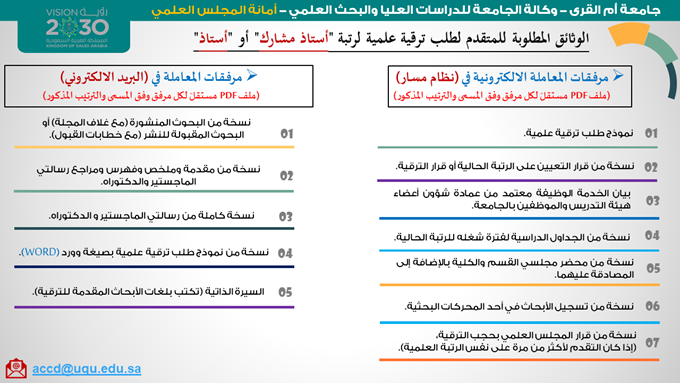 جامعة أم القرى – وكالة الجامعة للدراسات العليا والبحث العلمي – أمانة المجلس العلمي
رؤيـــة VISION
2030
المملكة العربية السعودية
KINGDOM OF SAUDI ARABIA
الوثائق المطلوبة للمتقدم لطلب ترقية علمية لرتبة "أستاذ مشارك" أو "أستاذ"
مرفقات المعاملة الالكترونية في (نظام مسار)
(ملف PDF مستقل لكل مرفق وفق المسمى والترتيب المذكور)
01 نموذج طلب ترقية علمية.
02 نسخة من قرار التعيين على الرتبة الحالية أو قرار الترقية.
03 بيان الخدمة الوظيفة معتمد من عمادة شؤون أعضاء
هيئة التدريس والموظفين بالجامعة.
04 نسخة من الجداول الدراسية لفترة شغله للرتبة الحالية.
05 نسخة من محضر مجلسي القسم والكلية بالإضافة إلى
المصادقة عليهما.
06 نسخة من تسجيل الأبحاث في أحد المحركات البحثية.
07 نسخة من قرار المجلس العلمي بحجب الترقية،
(إذا كان التقدم لأكثر من مرة على نفس الرتبة العلمية).
مرفقات المعاملة في (البريد الالكتروني)
(ملف PDF مستقل لكل مرفق وفق المسمى والترتيب المذكور)
01 نسخة من البحوث المنشورة (مع غلاف المجلة) أو
البحوث المقبولة للنشر (مع خطابات القبول).
02 نسخة من مقدمة وملخص وفهرس ومراجع رسالتي
الماجستير والدكتوراه.
03 نسخة كاملة من رسالتي الماجستير و الدكتوراه.
04 نسخة من نموذج طلب ترقية علمية بصيغة وورد (WORD).
05 السيرة الذاتية (تكتب بلغات الأبحاث المقدمة للترقية).
accd@uqu.edu.sa